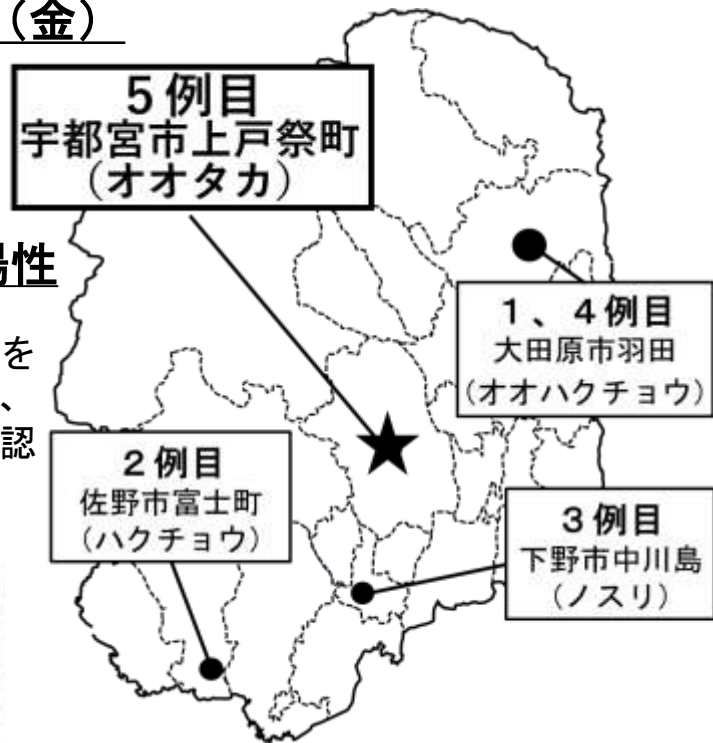 （金）
5例目
宇都宮市上戸祭町
（オオタカ）
陽性
を
、
認
1、4例目
大田原市羽田
（オオハクチョウ）
2例目
佐野市富士町
（ハクチョウ）
3例目
下野市中川島
（ノスリ）